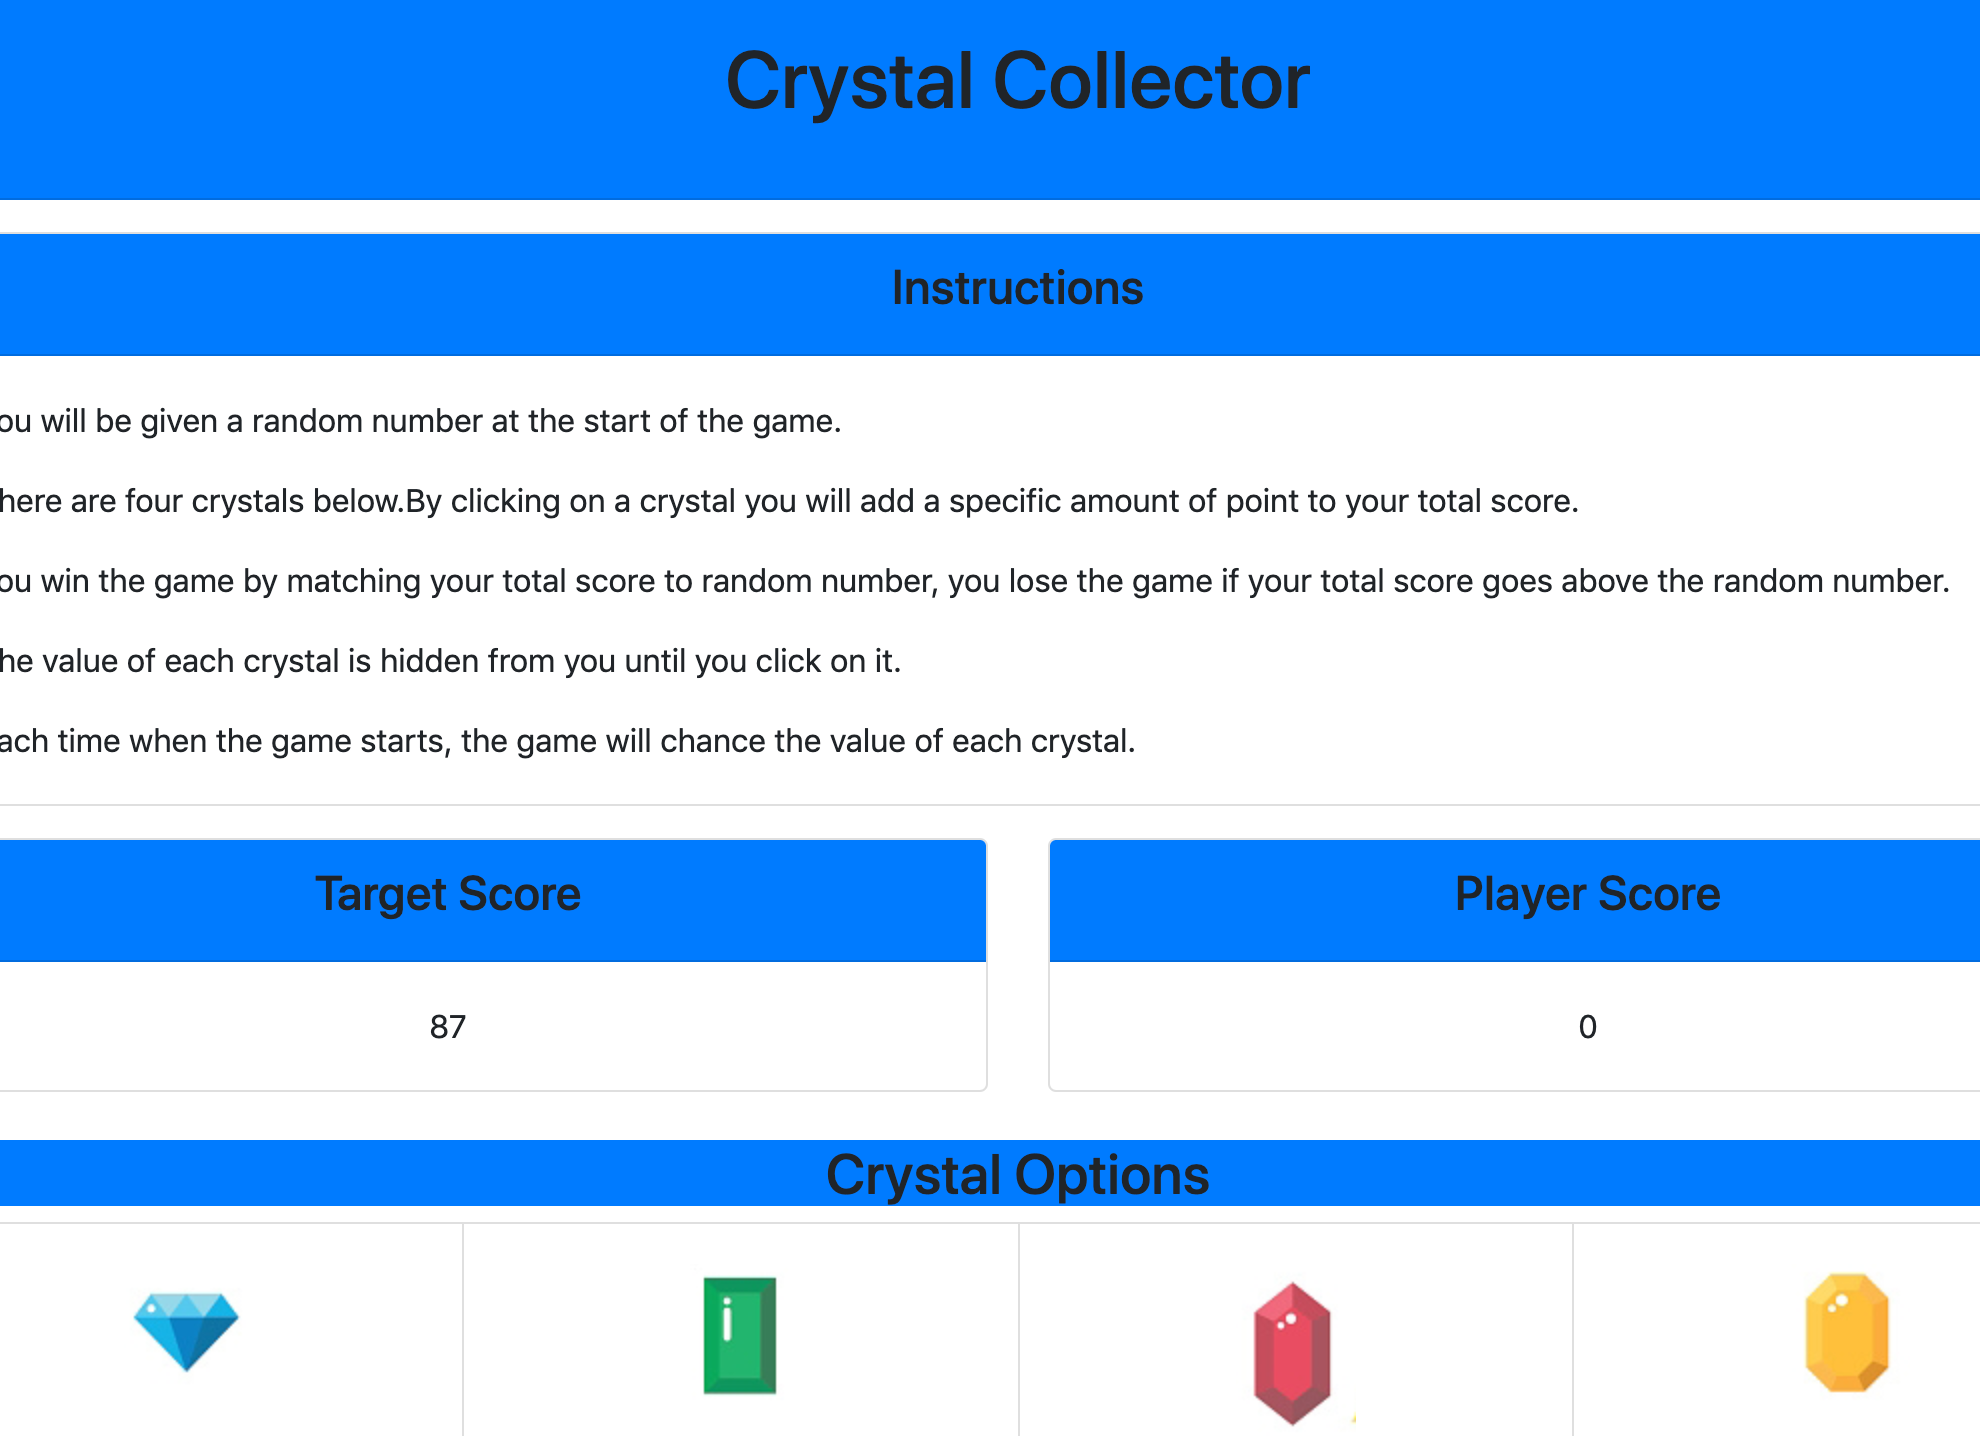 Crystal Collector
Instructions
ou will be given a random number at the start of the game.
here are four crystals below.By clicking on a crystal you will add a specific amount of point to your total score.
ou win the game by matching your total score to random number, you lose the game if your total score goes above the random number.
he value of each crystal is hidden from you until you click on it.
ach time when the game starts, the game will chance the value of each crystal.
Target Score
Player Score
87
0
Crystal Options